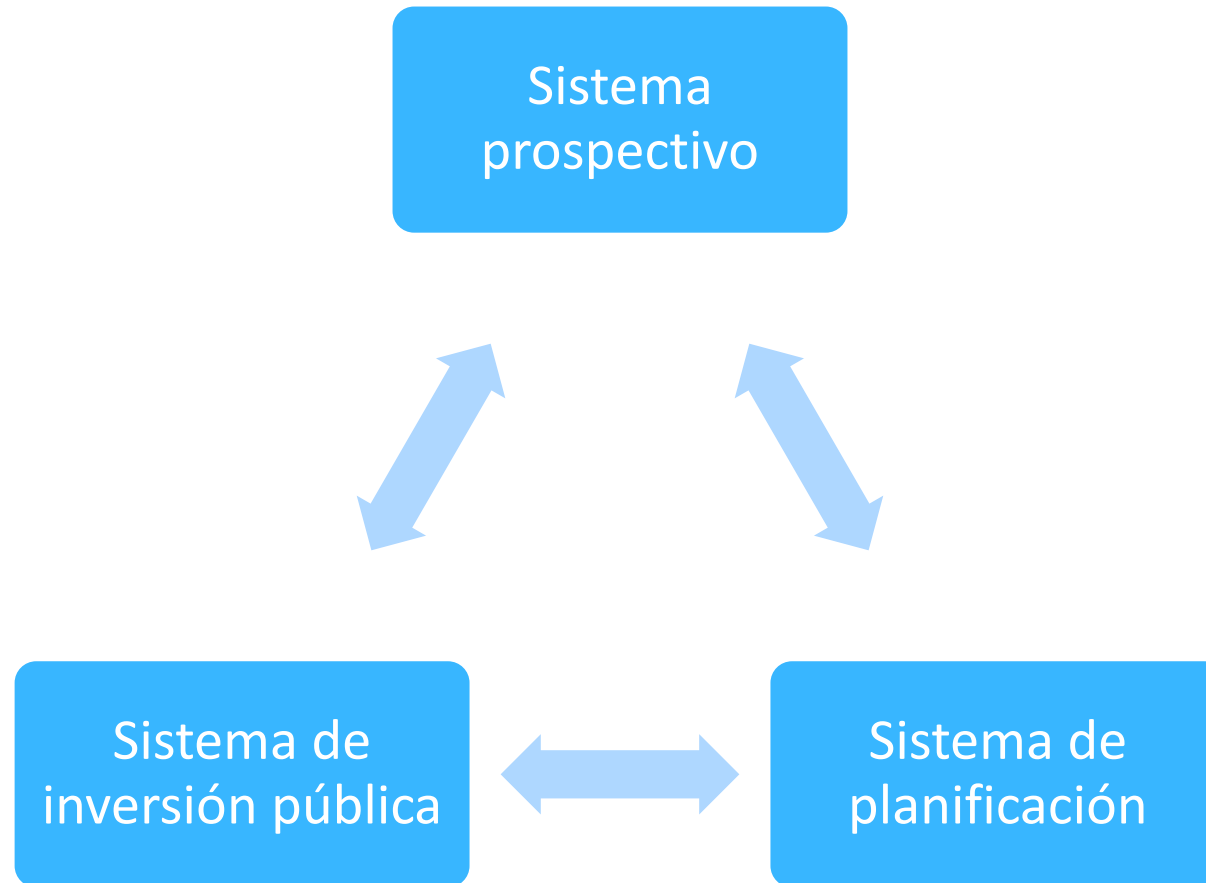 Sistema
prospectivo
Sistema de
inversión pública
Sistema de
planificación